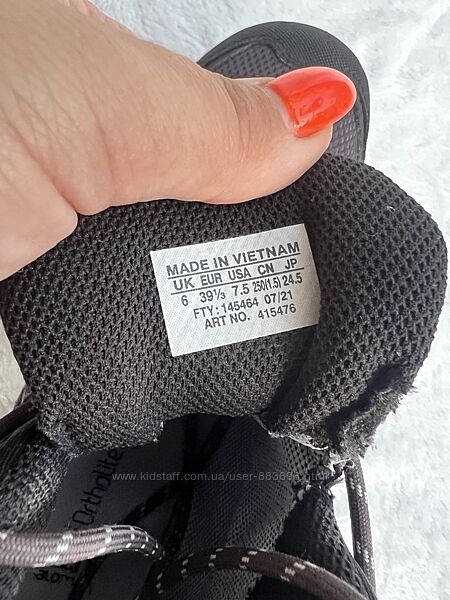 MADE IN VIETNAM
UK EUR USA CN JP
6 39⅓ 7.5 250(1.5) 24.5
FTY: 145464 07/21
ART NO. 415476
OrthoLite